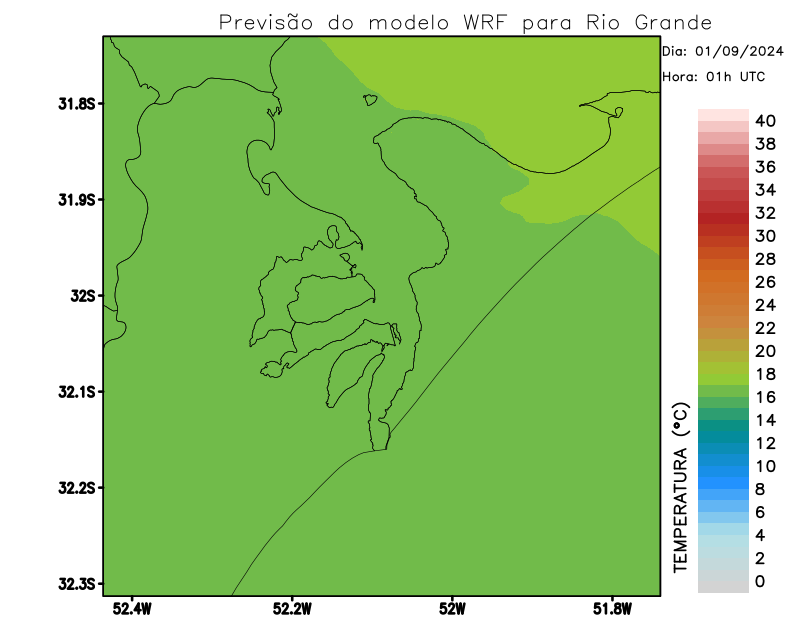 Previsão do modelo WRF para Rio Grande
Dia: 01/09/2024
Hora: 01h UTC
31.8S
31.9S
32S
32.1S
32.2S
32.3S
52.4W
52.2W
52W
51.8W
TEMPERATURA (°C)
40
38
36
34
32
30
28
26
24
22
20
18
16
14
12
10
8
6
4
2
0